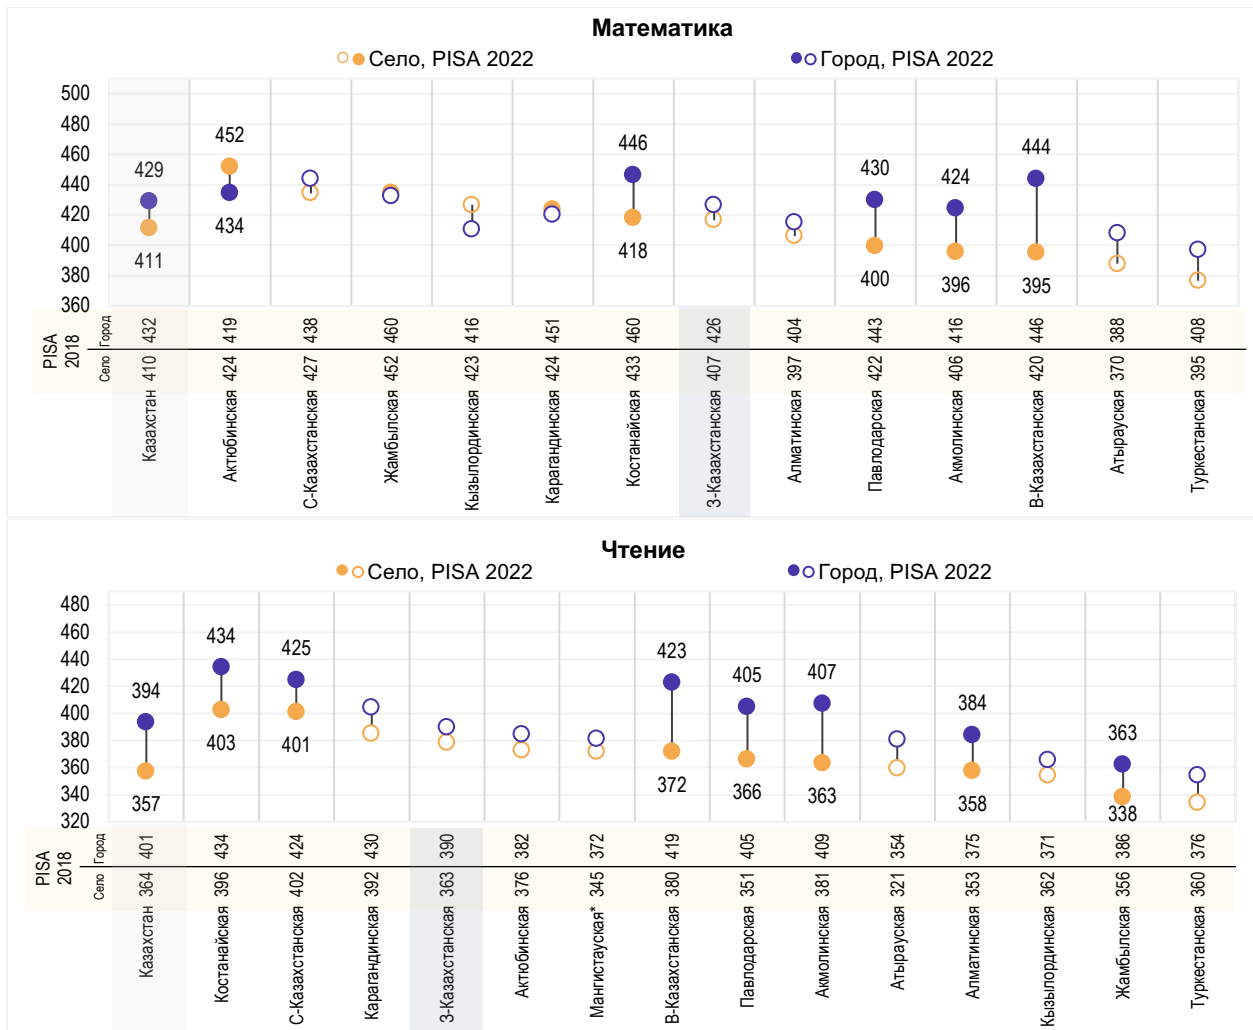 Математика
Село, PISA 2022
Город, PISA 2022
500
480
460
440
420
400
380
360
429
411
452
434
446
418
430
400
424
396
444
395
PISA 2018
Город 432 419 438 460 416 451 460 426 404 443 416 446 388 408
Село 410 424 427 452 423 424 433 407 397 422 406 420 370 395
Казахстан
Актюбинская
С-Казахстанская
Жамбылская
Кызылординская
Карагандинская
Костанайская
З-Казахстанская
Алматинская
Павлодарская
Акмолинская
В-Казахстанская
Атырауская
Туркестанская
Чтение
Село, PISA 2022
Город, PISA 2022
480
460
440
420
400
380
360
340
320
394
357
434
403
425
401
423
372
405
366
407
363
384
358
363
338
PISA 2018
Город 401 434 424 430 390 382 372 419 405 409 354 375 371 386 376
Село 364 396 402 392 363 376 345 380 351 381 321 353 362 356 360
Казахстан
Костанайская
С-Казахстанская
Карагандинская
З-Казахстанская
Актюбинская
Мангистауская*
В-Казахстанская
Павлодарская
Акмолинская
Атырауская
Алматинская
Кызылординская
Жамбылская
Туркестанская